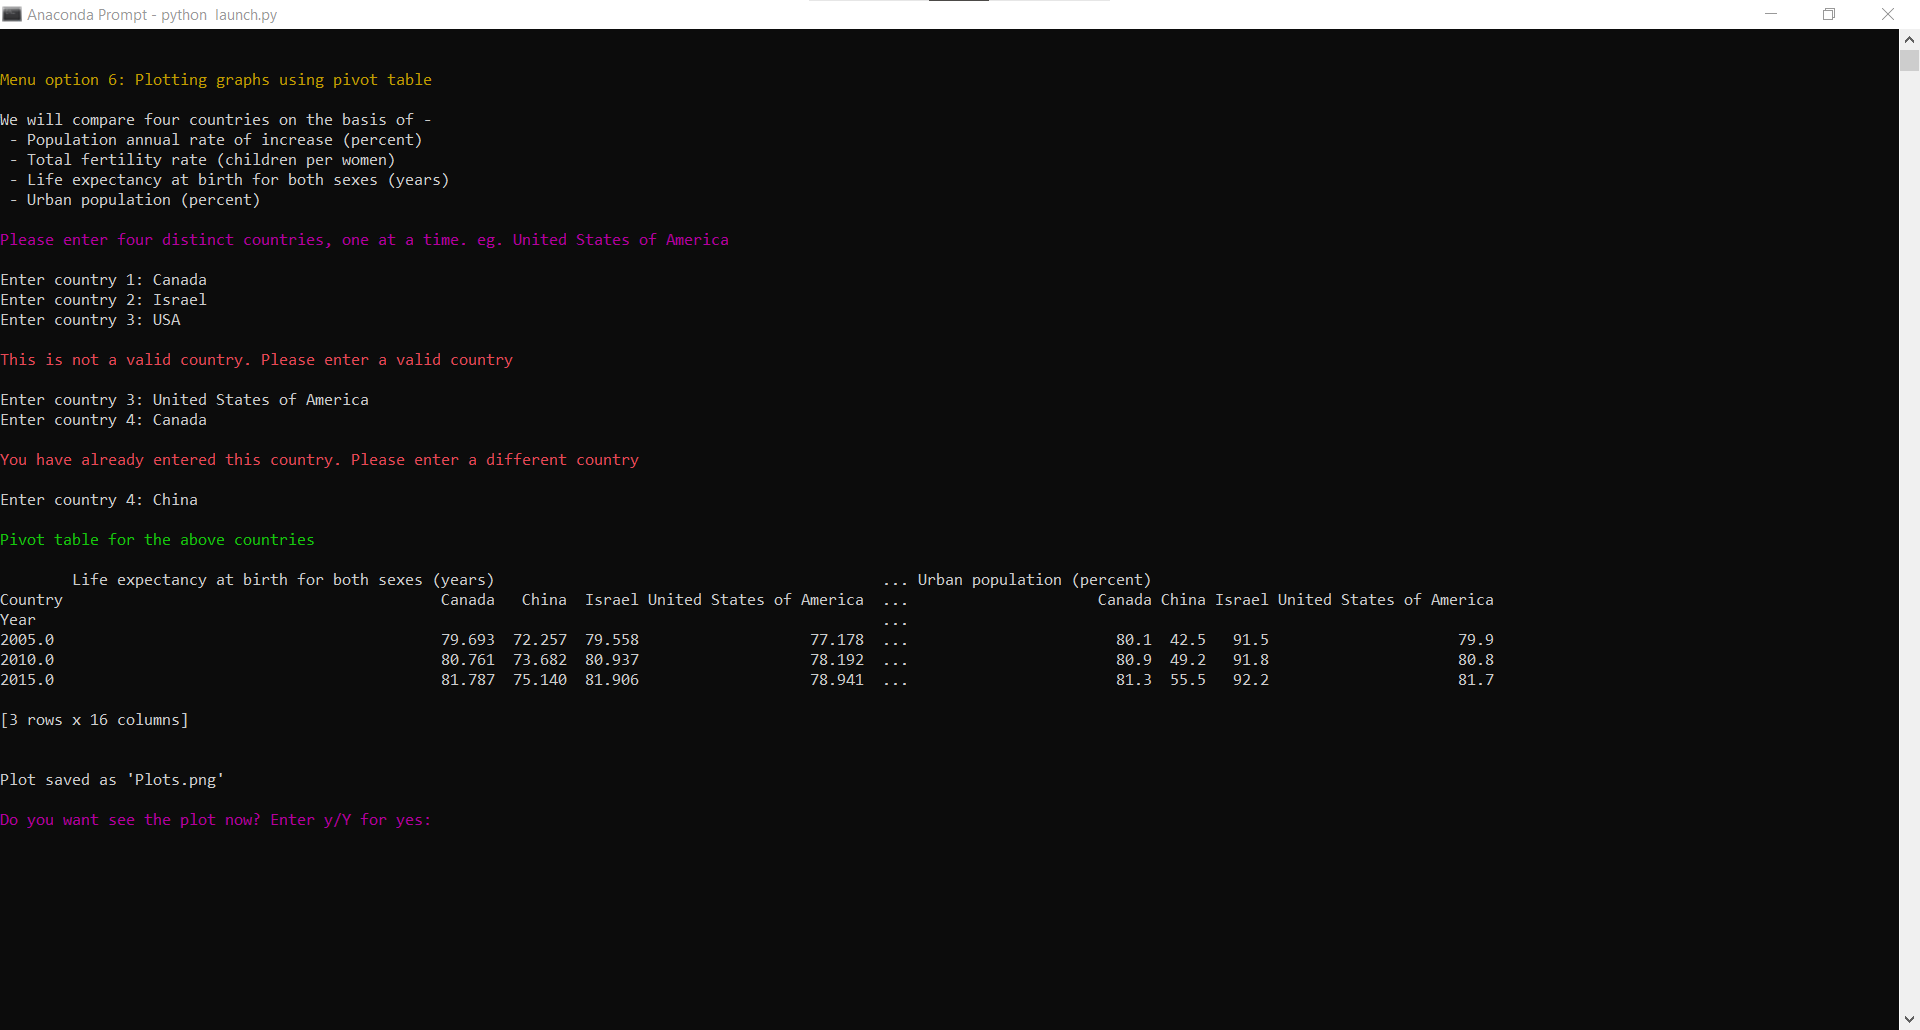 Anaconda Prompt - python  launch.py
Menu option 6: Plotting graphs using pivot table
We will compare four countries on the basis of -
 - Population annual rate of increase (percent)
 - Total fertility rate (children per women)
 - Life expectancy at birth for both sexes (years)
 - Urban population (percent)
Please enter four distinct countries, one at a time. eg. United States of America
Enter country 1: Canada
Enter country 2: Israel
Enter country 3: USA
This is not a valid country. Please enter a valid country
Enter country 3: United States of America
Enter country 4: Canada
You have already entered this country. Please enter a different country
Enter country 4: China
Pivot table for the above countries
        Life expectancy at birth for both sexes (years)                                           ... Urban population (percent)
Country                                          Canada   China  Israel United States of America  ...                     Canada China Israel United States of America
Year                                                                                              ...
2005.0                                           79.693  72.257  79.558                   77.178  ...                       80.1  42.5   91.5                     79.9
2010.0                                           80.761  73.682  80.937                   78.192  ...                       80.9  49.2   91.8                     80.8
2015.0                                           81.787  75.140  81.906                   78.941  ...                       81.3  55.5   92.2                     81.7
[3 rows x 16 columns]
Plot saved as 'Plots.png'
Do you want see the plot now? Enter y/Y for yes: